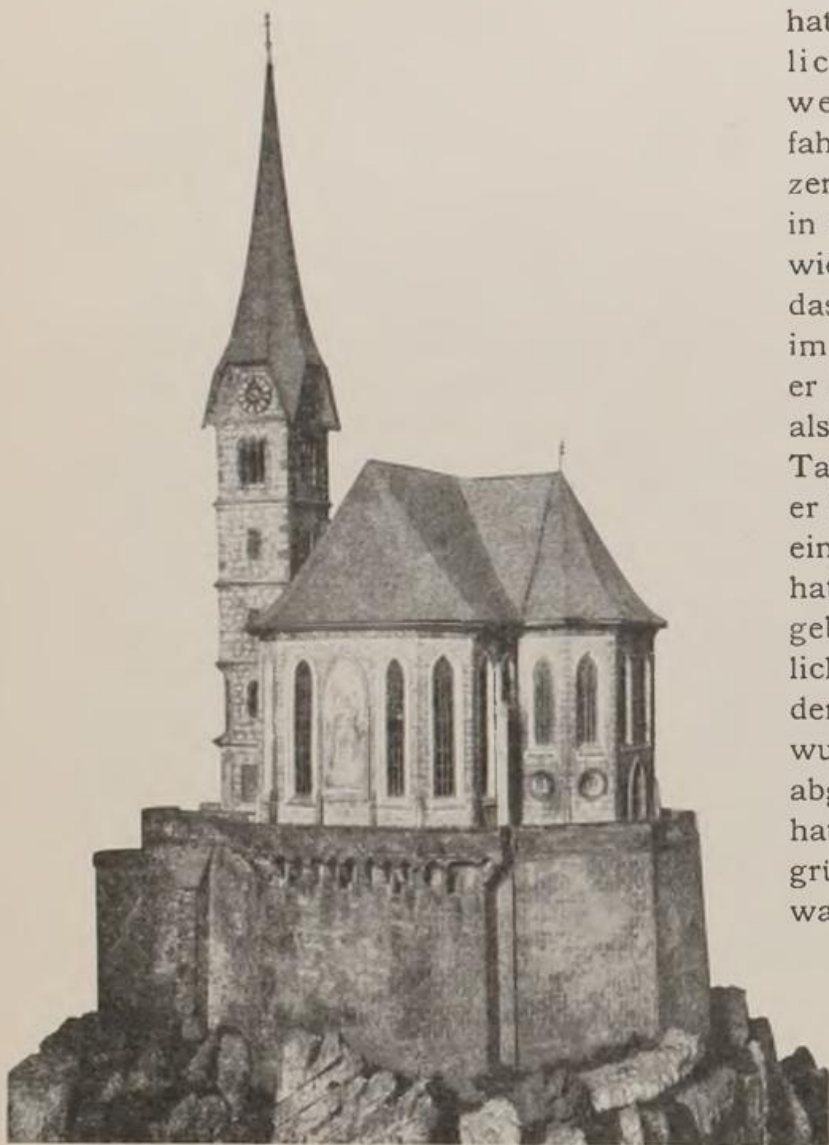 hat
lic
we
fah
zer
in
wie
das
im
er
als
Ta
er
ein
hat
gel
lich
der
wu
abg
hat
grü
wa